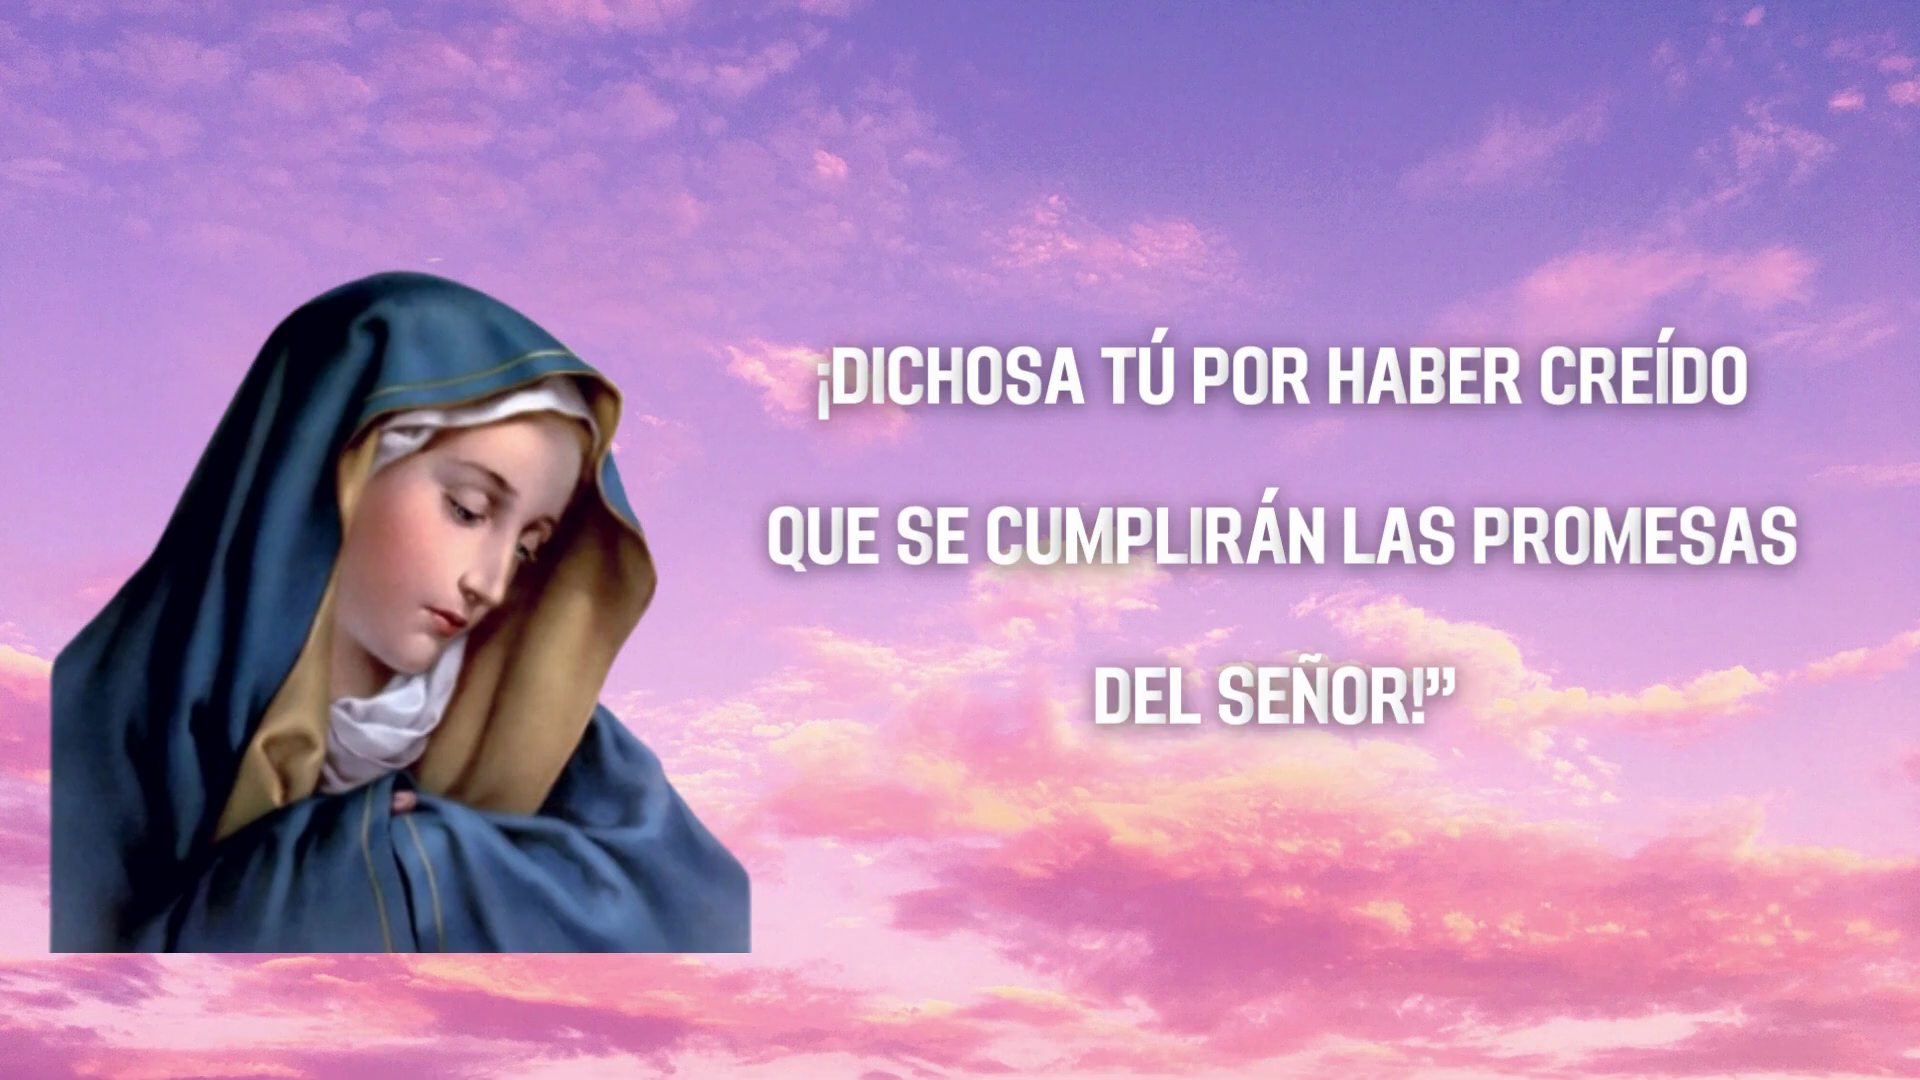 ¡DICHOSA TÚ POR HABER CREÍDO
QUE SE CUMPLIRÁN LAS PROMESAS
DEL SEÑOR!”